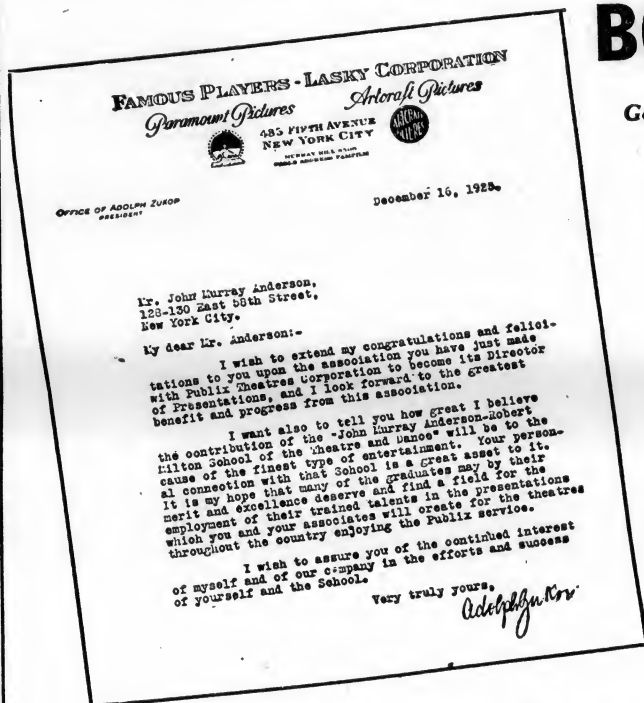 FAMOUS PLAYERS - LASKY CORPORATION
Paramount Pictures
Artcraft Pictures
485 FIFTH AVENUE
NEW YORK CITY
OFFICE OF ADOLPH ZUKOR
PRESIDENT
December 16, 1925.
Mr. John Murray Anderson,
128-130 East 58th Street,
New York City.
My dear Mr. Anderson:-
I wish to extend my congratulations and felici-
tations to you upon the association you have just made
with Publix Theatres Corporation to become its Director
of Presentations, and I look forward to the greatest
benefit and progress from this association.
I want also to tell you how great I believe
the contribution of the "John Murray Anderson-Robert
Milton School of the Theatre and Dance" will be to the
cause of the finest type of entertainment. Your person-
al connection with that School is a great asset to it.
It is my hope that many of the graduates may by their
merit and excellence deserve and find a field for the
employment of their trained talents in the presentations
which you and your associates will create for the theatres
throughout the country enjoying the Publix service.
I wish to assure you of the continued interest
of myself and of our company in the efforts and success
of yourself and the School.
Very truly yours,
Adolph Zukor